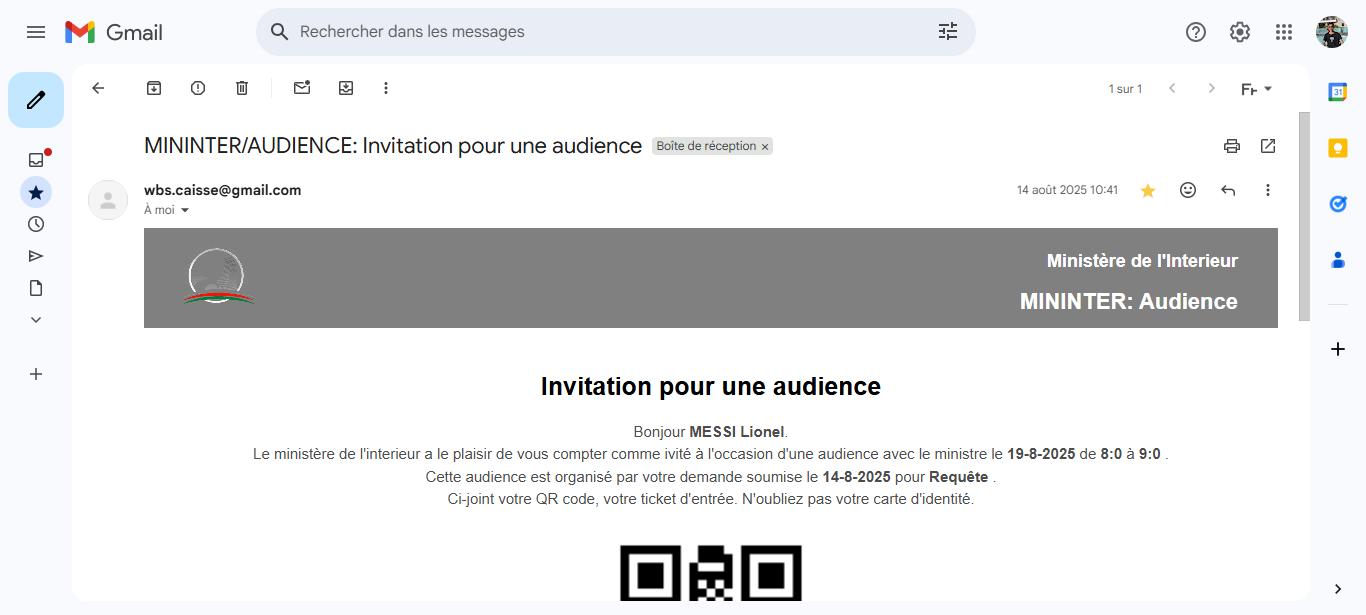 Gmail
Rechercher dans les messages
1 sur 1
Fr
MININTER/AUDIENCE: Invitation pour une audience
Boîte de réception ×
wbs.caisse@gmail.com
14 août 2025 10:41
À moi
Ministère de l'Interieur
MININTER: Audience
Invitation pour une audience
Bonjour MESSI Lionel.
Le ministère de l'interieur a le plaisir de vous compter comme ivité à l'occasion d'une audience avec le ministre le 19-8-2025 de 8:0 à 9:0 .
Cette audience est organisé par votre demande soumise le 14-8-2025 pour Requête .
Ci-joint votre QR code, votre ticket d'entrée. N'oubliez pas votre carte d'identité.
31